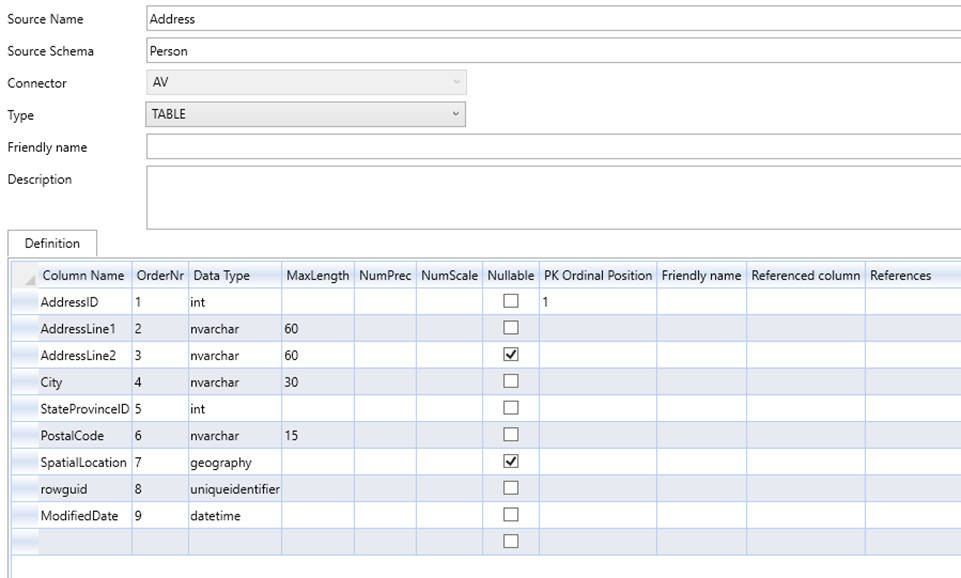 Source Name Address
Source Schema Person
Connector AV
Type TABLE
Friendly name
Description
Definition
Column Name OrderNr Data Type MaxLength NumPrec NumScale Nullable PK Ordinal Position Friendly name Referenced column References
AddressID 1 int 1
AddressLine1 2 nvarchar 60
AddressLine2 3 nvarchar 60
City 4 nvarchar 30
StateProvinceID 5 int
PostalCode 6 nvarchar 15
SpatialLocation 7 geography
rowguid 8 uniqueidentifier
ModifiedDate 9 datetime